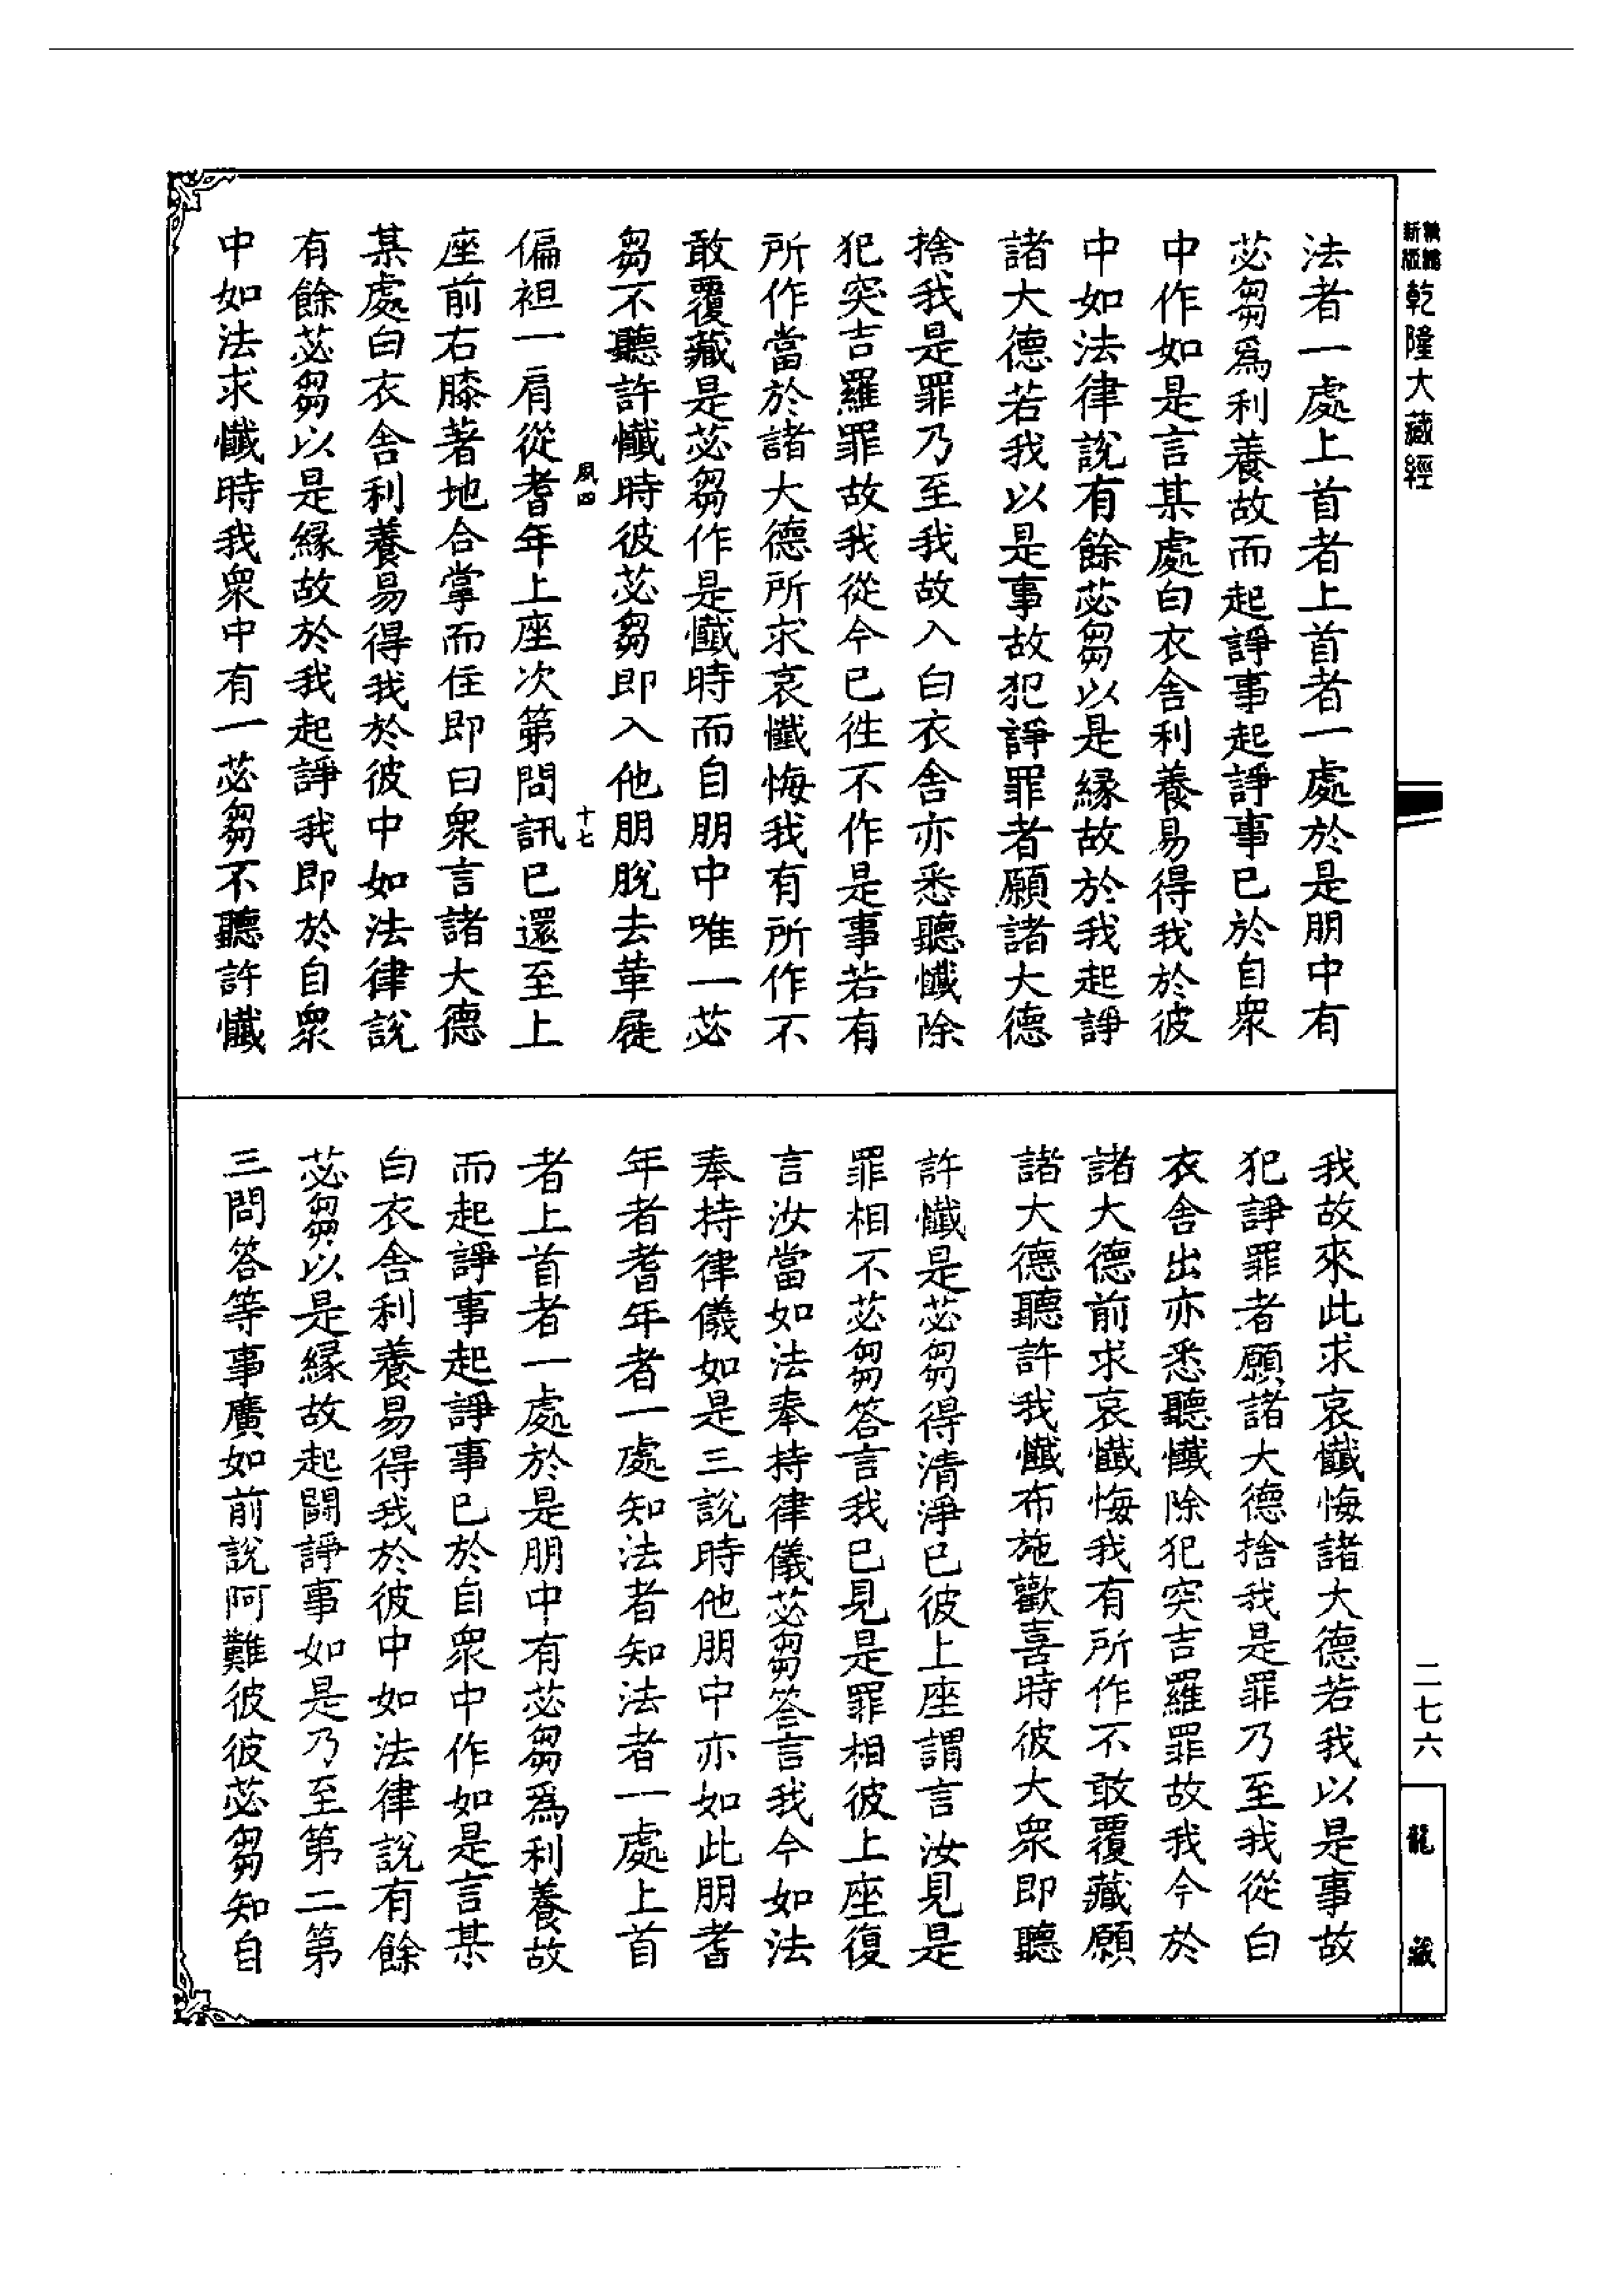 新編
新版
乾隆大藏經
法者一處上首者上首者一處於是朋中有
苾芻爲利養故而起諍事起諍事已於自眾
中作如是言某處白衣舍利養易得我於彼
中如法律說有餘苾芻以是緣故於我起諍
諸大德若我以是事故犯諍罪者願諸大德
捨我是罪乃至我故入白衣舍亦悉聽懺除
犯突吉羅罪故我從今已往不作是事若有
所作當於諸大德所求哀懺悔我有所作不
敢覆藏是苾芻作是懺時而自朋中唯一苾
芻不聽許懺時彼苾芻即入他朋脫去革屣
夙四
十七
偏袒一肩從耆年上座次第問訊已還至上
座前右膝著地合掌而住即白眾言諸大德
某處白衣舍利養易得我於彼中如法律說
有餘苾芻以是緣故於我起諍我即於自眾
中如法求懺時我眾中有一苾芻不聽許懺
我故來此求哀懺悔諸大德若我以是事故
犯諍罪者願諸大德捨我是罪乃至我從白
衣舍出亦悉聽懺除犯突吉羅罪故我今於
諸大德前求哀懺悔我有所作不敢覆藏願
諸大德聽許我懺布施歡喜時彼大眾即聽
許懺是苾芻得清淨已彼上座謂言汝見是
罪相不苾芻答言我已見是罪相彼上座復
言汝當如法奉持律儀苾芻答言我今如法
奉持律儀如是三說時他朋中亦如此朋耆
年者耆年者一處知法者知法者一處上首
者上首者一處於是朋中有苾芻爲利養故
而起諍事起諍事已於自眾中作如是言某
白衣舍利養易得我於彼中如法律說有餘
苾芻以是緣故起鬪諍事如是乃至第二第
三問答等事廣如前說阿難彼彼苾芻知自
二七六
龍藏